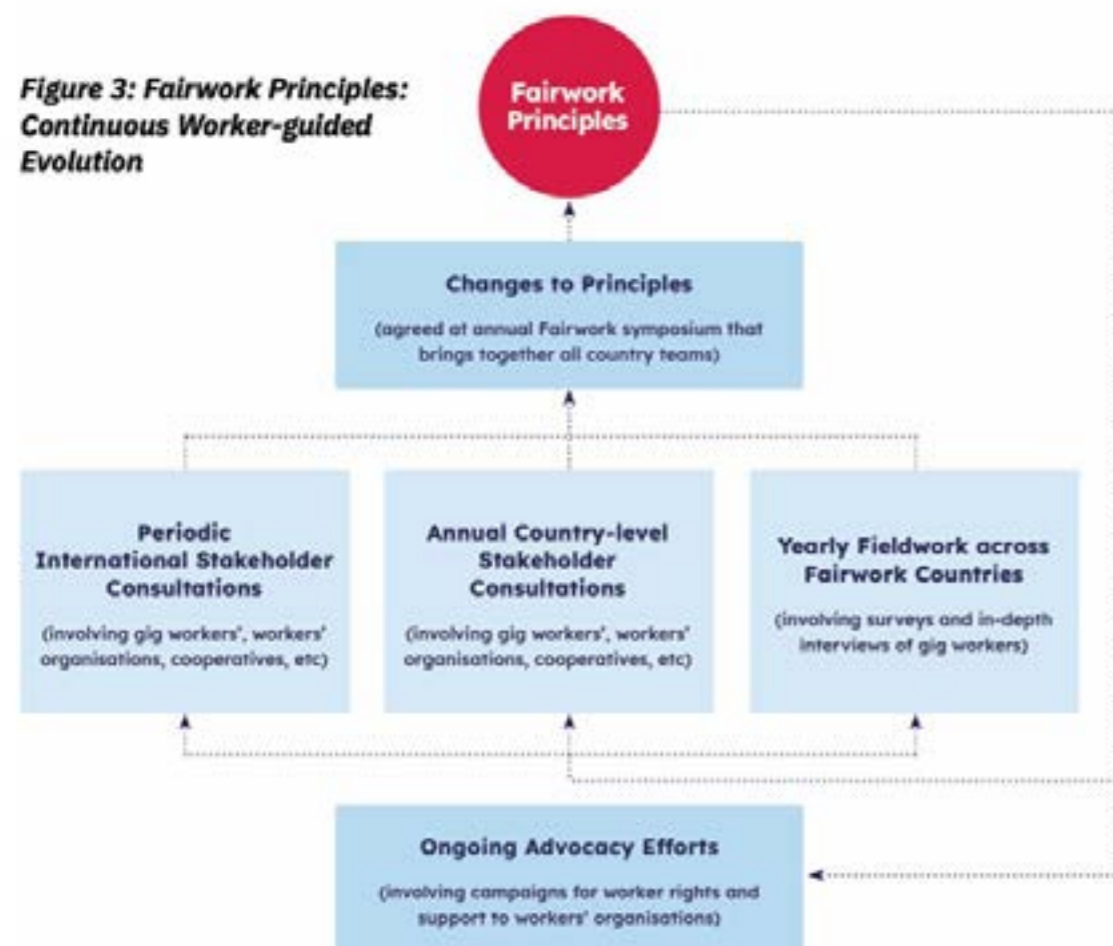 Figure 3: Fairwork Principles:
Continuous Worker-guided
Evolution
Fairwork
Principles
Changes to Principles
(agreed at annual Fairwork symposium that
brings together all country teams)
Periodic
International Stakeholder
Consultations
(involving gig workers', workers'
organisations, cooperatives, etc)
Annual Country-level
Stakeholder
Consultations
(involving gig workers', workers'
organisations, cooperatives, etc)
Yearly Fieldwork across
Fairwork Countries
(involving surveys and in-depth
interviews of gig workers)
Ongoing Advocacy Efforts
(involving campaigns for worker rights and
support to workers' organisations)